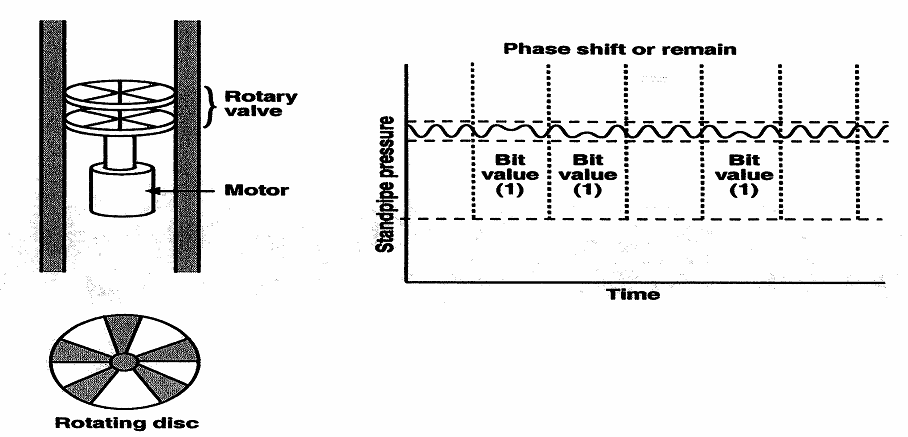 Phase shift or remain
Rotary
valve
Motor
Standpipe pressure
Bit
value
(1)
Bit
value
(1)
Bit
value
(1)
Time
Rotating disc